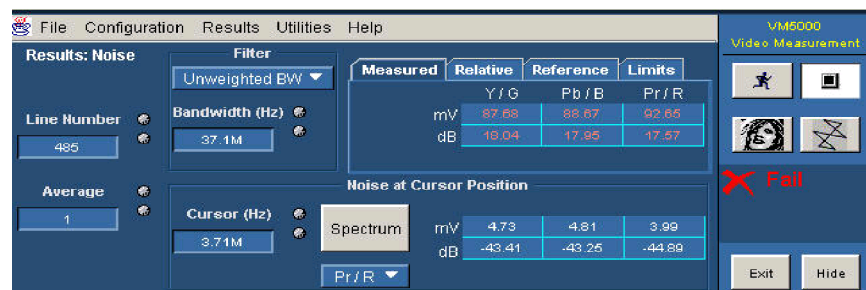 File Configuration Results Utilities Help
VM5000
Video Measurement
Results: Noise
Filter
Unweighted BW
Measured Relative Reference Limits
Y / G Pb / B Pr / R
Line Number
485
Bandwidth (Hz)
37.1M
mV 87.68 88.67 92.65
dB 18.04 17.95 17.57
Fail
Average
1
Noise at Cursor Position
Cursor (Hz)
3.71M
Spectrum
mV 4.73 4.81 3.99
dB -43.41 -43.25 -44.89
Pr / R
Exit Hide